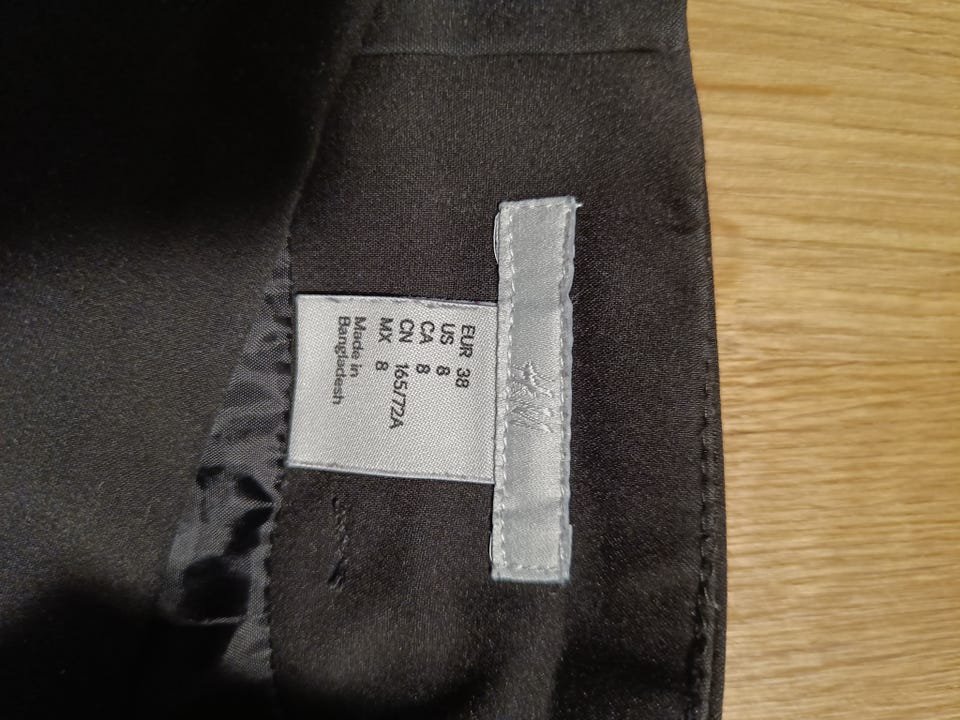 EUR 38
US 8
CA 8
CN 165/72A
MX 8
Made in
Bangladesh